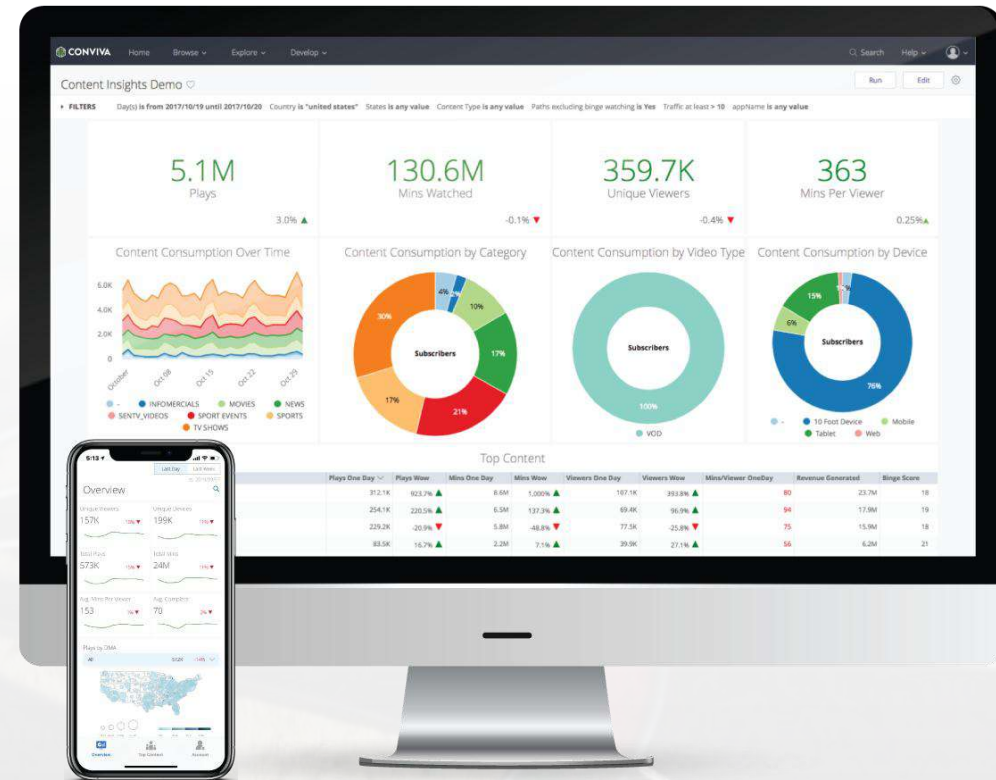 CONVIVA Home Browse Explore Develop Search Help
Content Insights Demo Run Edit
FILTERS Day(s) is from 2017/10/19 until 2017/10/20 Country is "united states" States is any value Content Type is any value Paths excluding binge watching is Yes Traffic at least > 10 appName is any value
5.1M 130.6M 359.7K 363
Plays Mins Watched Unique Viewers Mins Per Viewer
3.0% ▲ -0.1% ▼ -0.4% ▼ 0.25% ▲
Content Consumption Over Time Content Consumption by Category Content Consumption by Video Type Content Consumption by Device
6.0K
4.0K
2.0K
0
October Oct 08 Oct 15 Oct 22 Oct 29
- INFOMERCIALS MOVIES NEWS
SENTV_VIDEOS SPORT EVENTS SPORTS
TV SHOWS
4%
10%
30%
Subscribers
17%
17%
21%
Subscribers
100%
VOD
15%
6%
Subscribers
76%
- 10 Foot Device Mobile
Tablet Web
Top Content
Plays One Day Plays Wow Mins One Day Mins Wow Viewers One Day Viewers Wow Mins/Viewer OneDay Revenue Generated Binge Score
312.1K 923.7% ▲ 8.6M 1,000% ▲ 107.1K 393.8% ▲ 80 23.7M 18
254.1K 220.5% ▲ 6.5M 137.3% ▲ 69.4K 96.9% ▲ 94 17.9M 19
229.2K -20.9% ▼ 5.8M -48.8% ▼ 77.5K -25.8% ▼ 75 15.9M 18
83.5K 16.7% ▲ 2.2M 7.1% ▲ 39.9K 27.1% ▲ 56 6.2M 21
5:13
Last Day Last Week
Overview
Unique Viewers Unique Devices
157K 199K
Total Plays Total Mins
573K 24M
Avg. Mins Per Viewer Avg. Complete
153 70
Plays by DMA
All
Overview Top Content Account